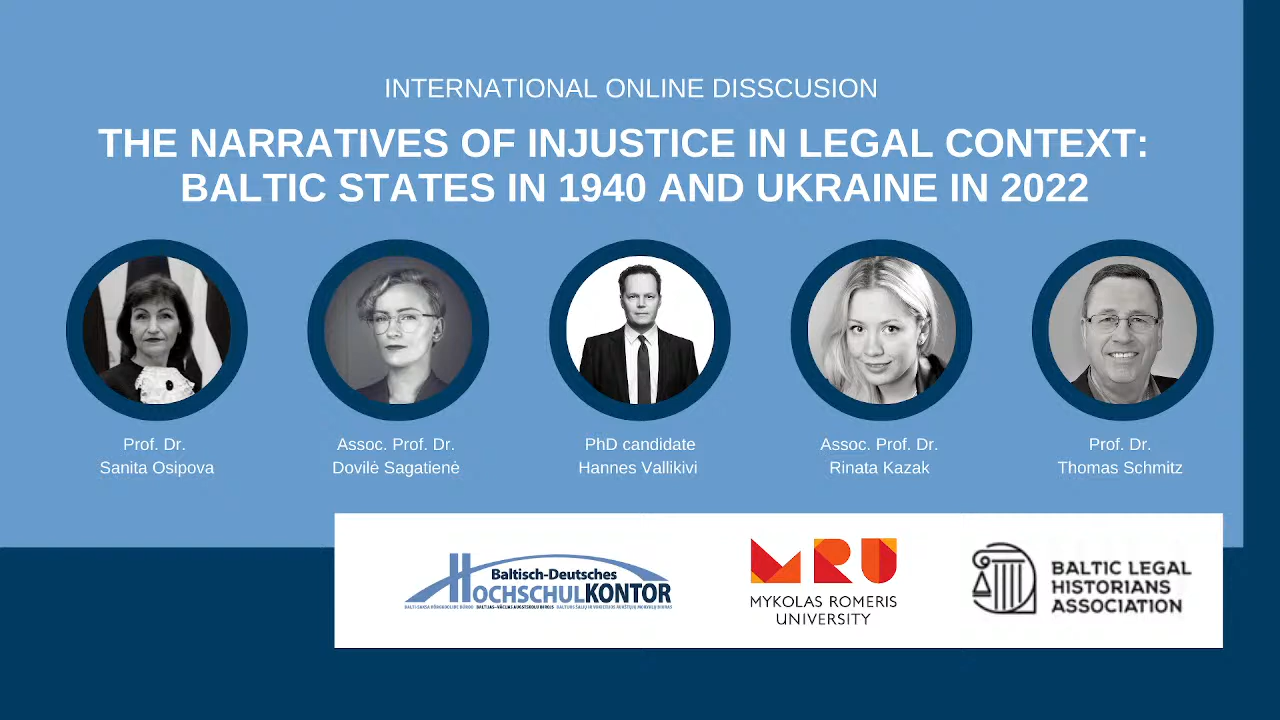 INTERNATIONAL ONLINE DISSCUSION
THE NARRATIVES OF INJUSTICE IN LEGAL CONTEXT:
BALTIC STATES IN 1940 AND UKRAINE IN 2022
Prof. Dr.
Sanita Osipova
Assoc. Prof. Dr.
Dovilė Sagatienė
PhD candidate
Hannes Vallikivi
Assoc. Prof. Dr.
Rinata Kazak
Prof. Dr.
Thomas Schmitz
Baltisch-Deutsches
HOCHSCHULKONTOR
MRU
MYKOLAS ROMERIS
UNIVERSITY
BALTIC LEGAL
HISTORIANS
ASSOCIATION